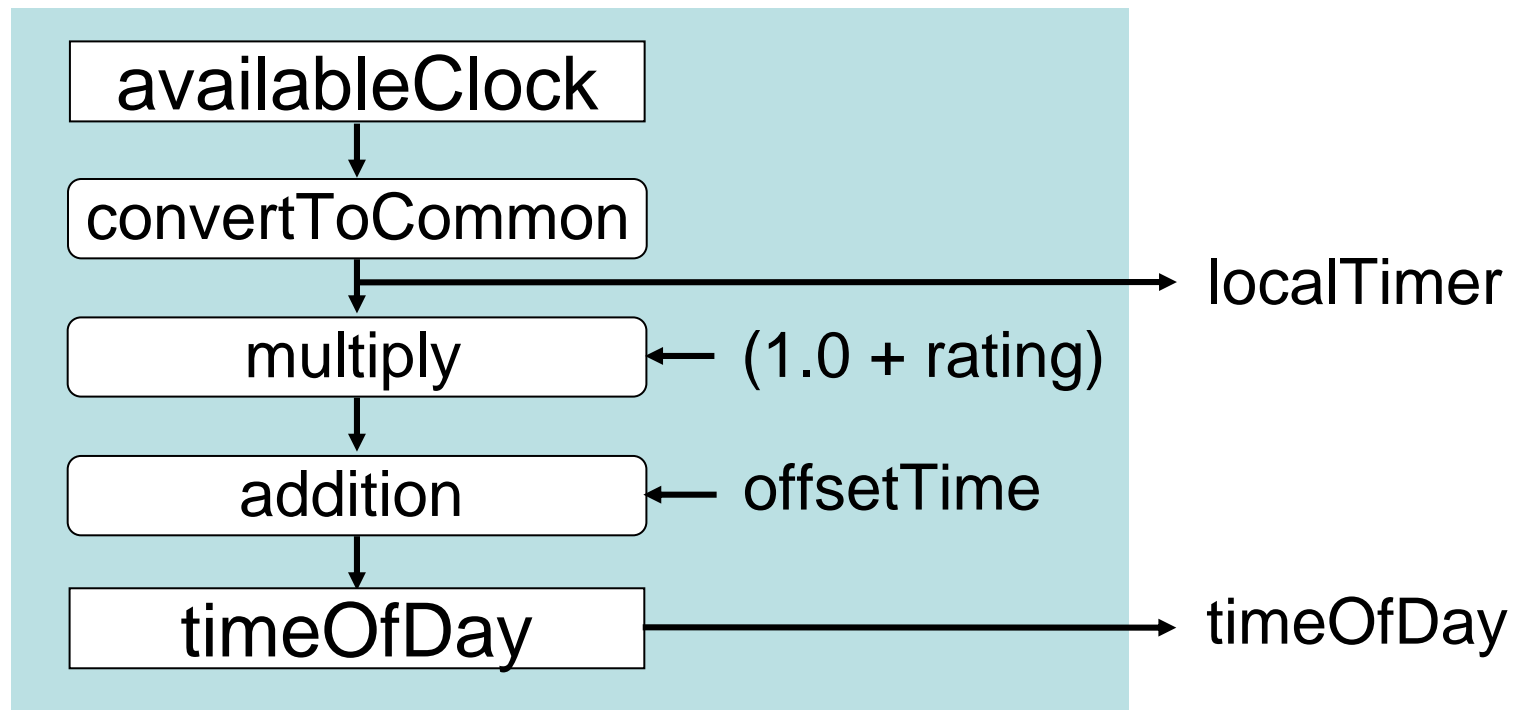 availableClock
convertToCommon
localTimer
multiply
(1.0 + rating)
addition
offsetTime
timeOfDay
timeOfDay